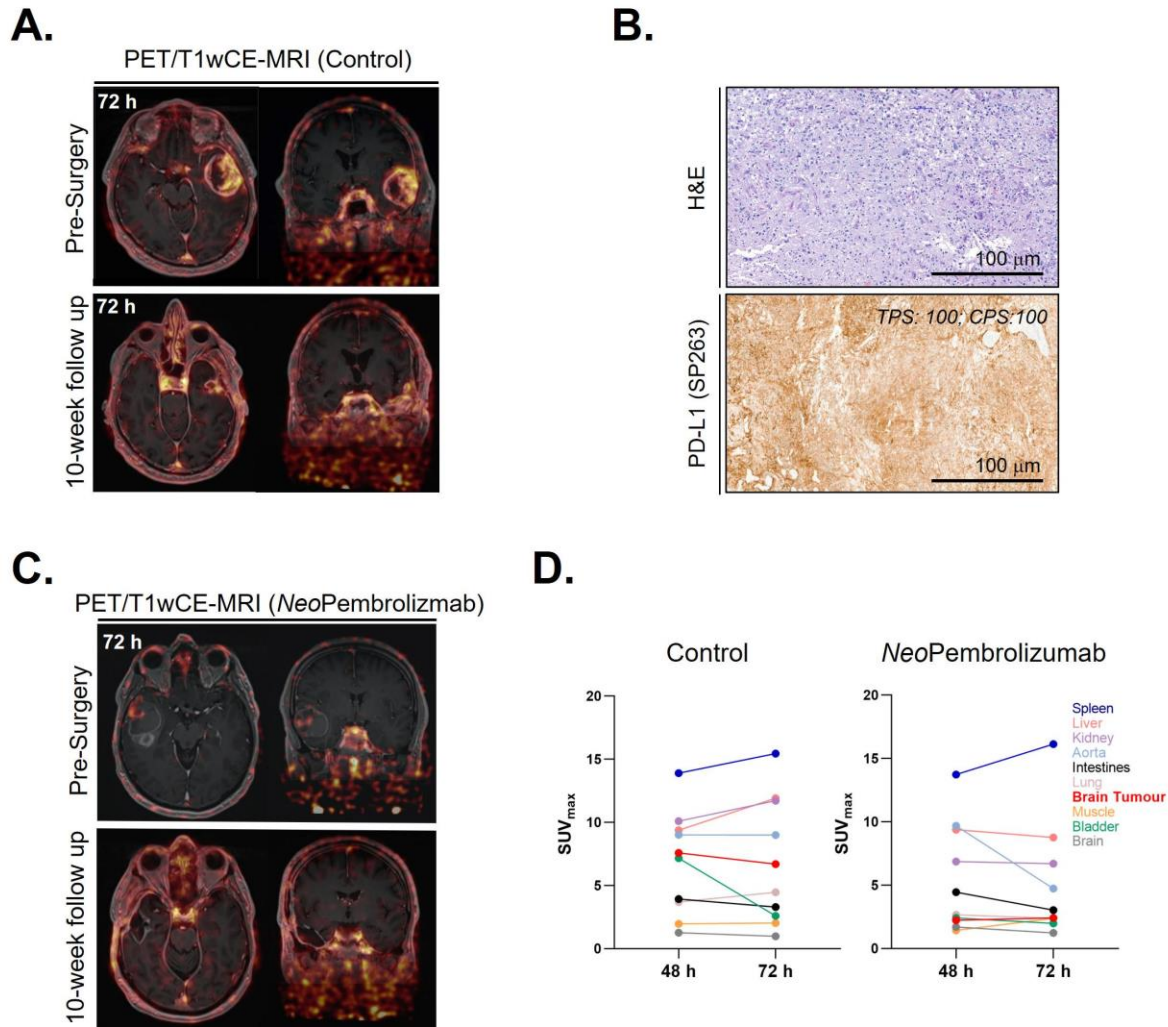 A.
PET/T1wCE-MRI (Control)
Pre-Surgery
72 h
10-week follow up
72 h
B.
H&E
100 µm
PD-L1 (SP263)
TPS: 100; CPS:100
100 µm
C.
PET/T1wCE-MRI (NeoPembrolizmab)
Pre-Surgery
72 h
10-week follow up
D.
Control
SUVmax
20
15
10
5
0
48 h 72 h
NeoPembrolizumab
SUVmax
20
15
10
5
0
48 h 72 h
Spleen
Liver
Kidney
Aorta
Intestines
Lung
Brain Tumour
Muscle
Bladder
Brain